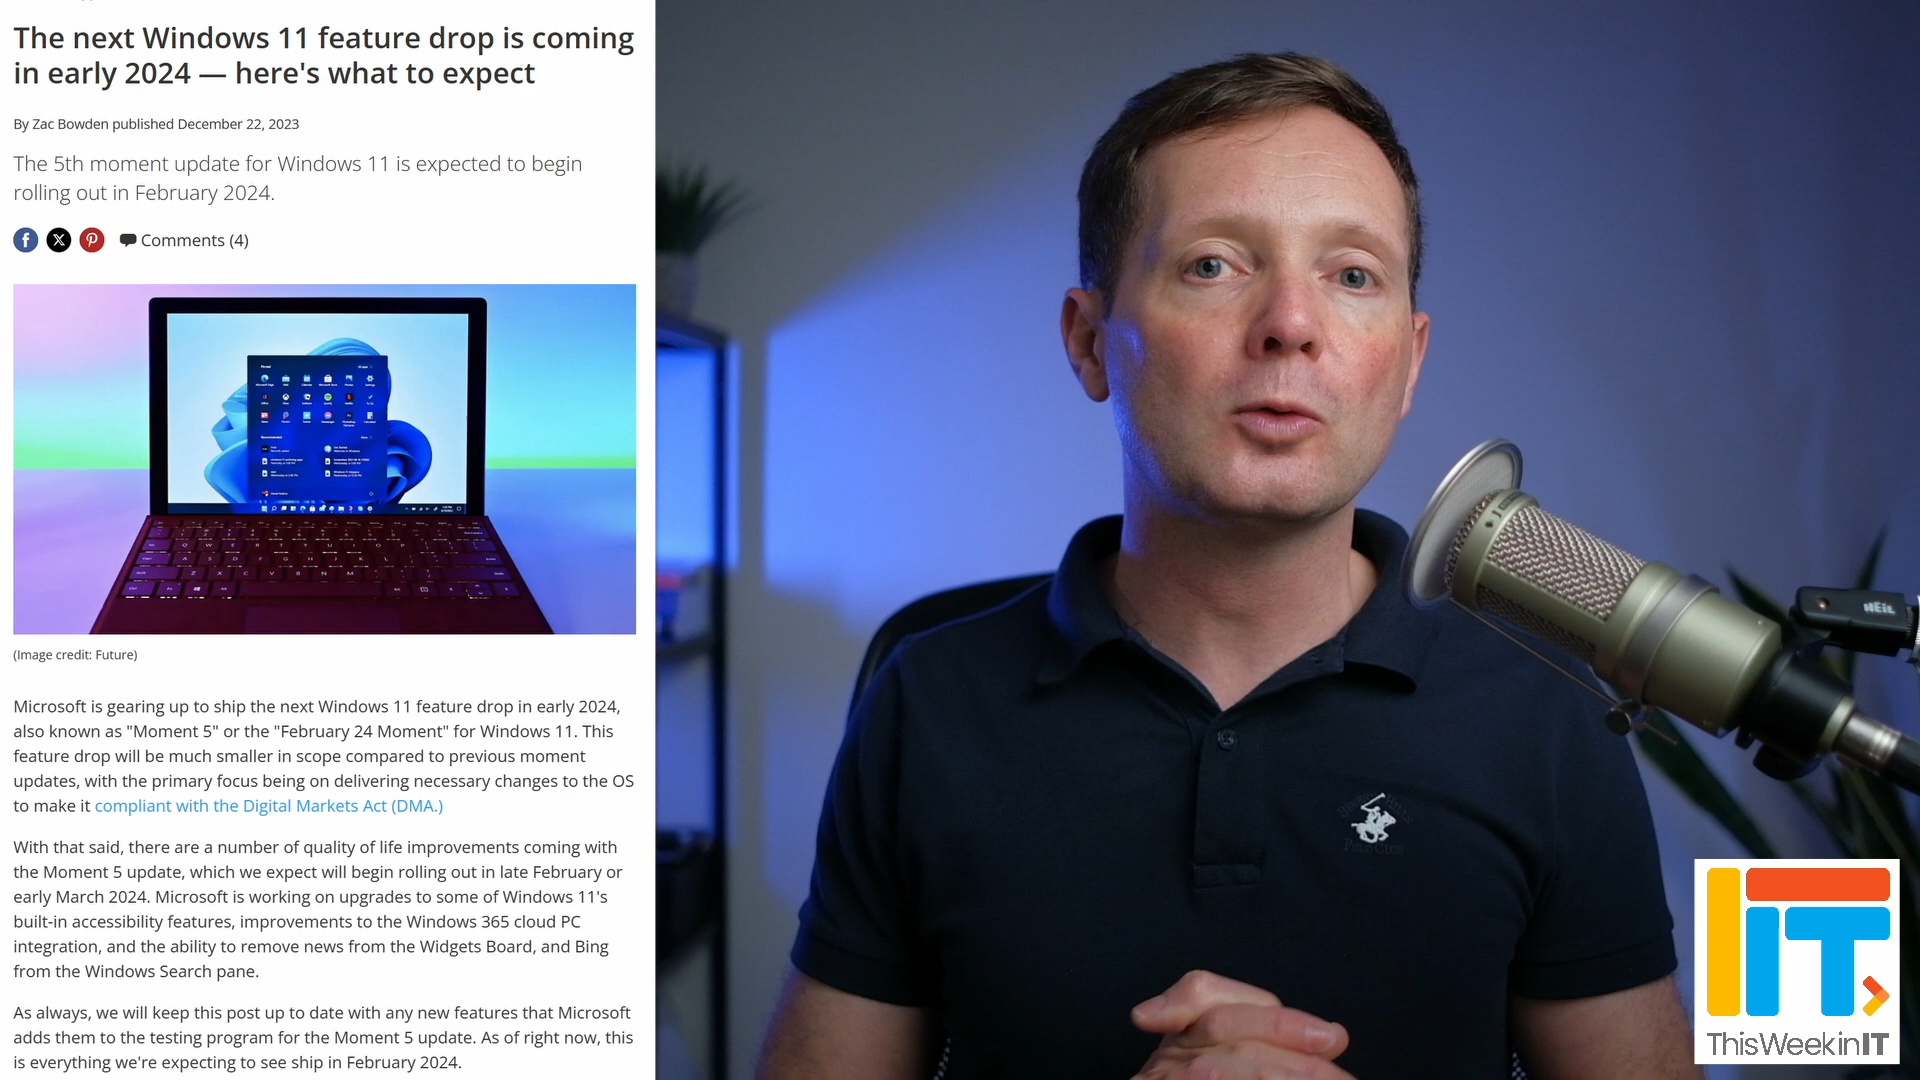 The next Windows 11 feature drop is coming
in early 2024 — here's what to expect
By Zac Bowden published December 22, 2023
The 5th moment update for Windows 11 is expected to begin
rolling out in February 2024.
Comments (4)
(Image credit: Future)
Microsoft is gearing up to ship the next Windows 11 feature drop in early 2024,
also known as "Moment 5" or the "February 24 Moment" for Windows 11. This
feature drop will be much smaller in scope compared to previous moment
updates, with the primary focus being on delivering necessary changes to the OS
to make it compliant with the Digital Markets Act (DMA.)
With that said, there are a number of quality of life improvements coming with
the Moment 5 update, which we expect will begin rolling out in late February or
early March 2024. Microsoft is working on upgrades to some of Windows 11's
built-in accessibility features, improvements to the Windows 365 cloud PC
integration, and the ability to remove news from the Widgets Board, and Bing
from the Windows Search pane.
As always, we will keep this post up to date with any new features that Microsoft
adds them to the testing program for the Moment 5 update. As of right now, this
is everything we're expecting to see ship in February 2024.
HEIL
POLO CLUB
IT
ThisWeekinIT